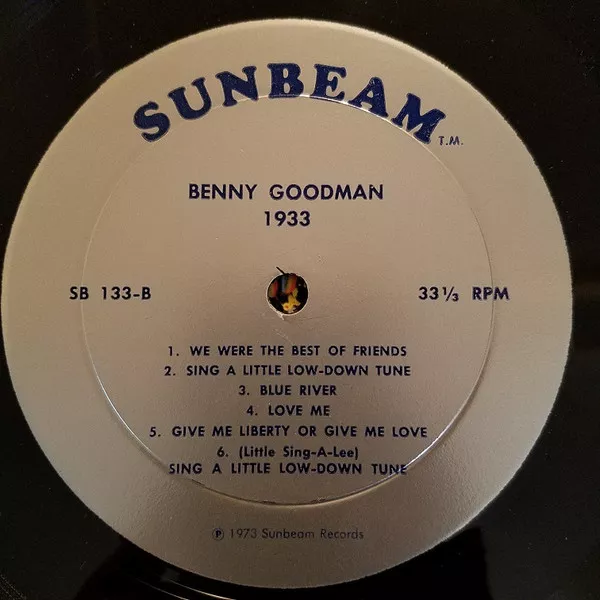 SUNBEAM T.M.
BENNY GOODMAN
1933
SB 133-B
33 1/3 RPM
1. WE WERE THE BEST OF FRIENDS
2. SING A LITTLE LOW-DOWN TUNE
3. BLUE RIVER
4. LOVE ME
5. GIVE ME LIBERTY OR GIVE ME LOVE
6. (Little Sing-A-Lee)
SING A LITTLE LOW-DOWN TUNE
℗ 1973 Sunbeam Records